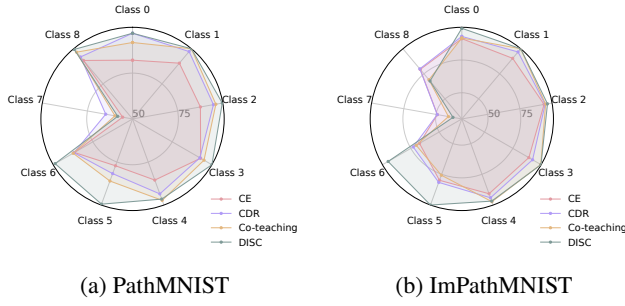 Class 0
Class 1
Class 2
Class 3
Class 4
Class 5
Class 6
Class 7
Class 8
50
75
CE
CDR
Co-teaching
DISC
(a) PathMNIST
Class 0
Class 1
Class 2
Class 3
Class 4
Class 5
Class 6
Class 7
Class 8
50
75
CE
CDR
Co-teaching
DISC
(b) ImPathMNIST